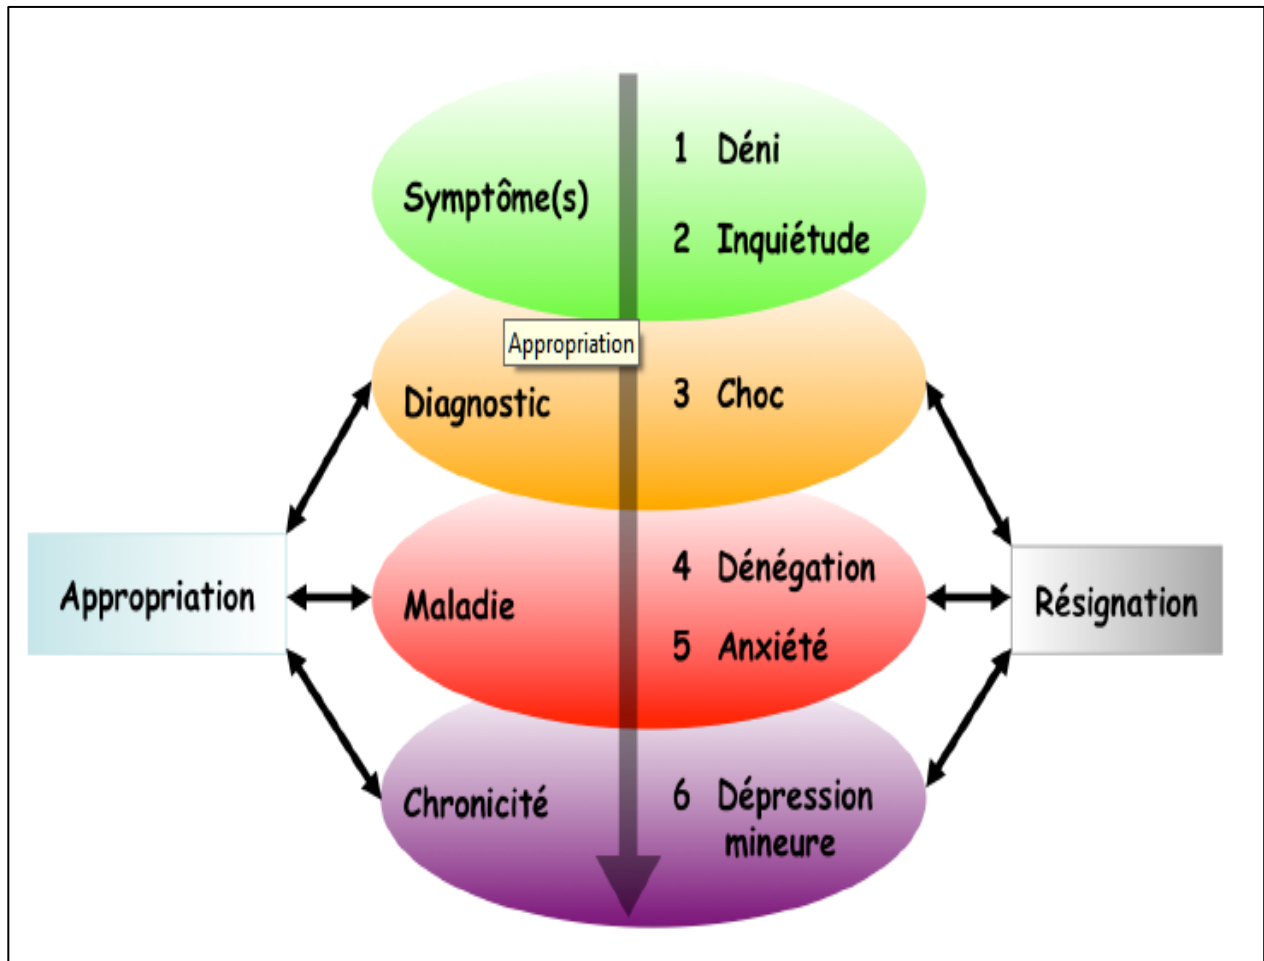 Symptôme(s)
1 Déni
2 Inquiétude
Appropriation
Diagnostic
3 Choc
Appropriation
Maladie
4 Dénégation
5 Anxiété
Résignation
Chronicité
6 Dépression
mineure